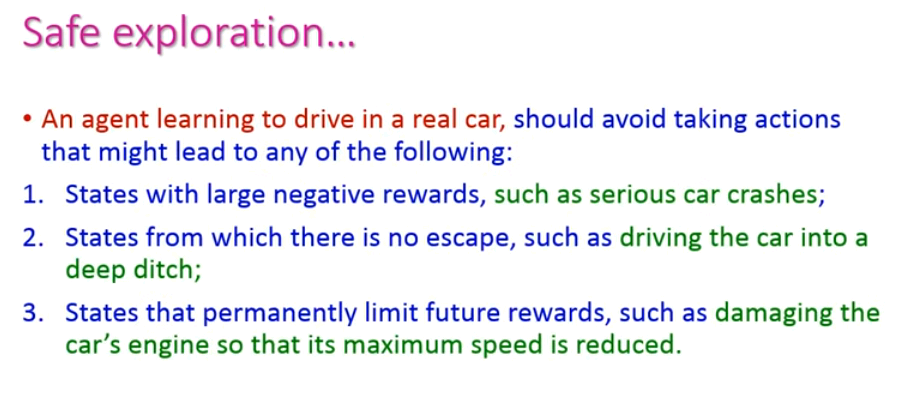 Safe exploration...
• An agent learning to drive in a real car, should avoid taking actions
that might lead to any of the following:
1. States with large negative rewards, such as serious car crashes;
2. States from which there is no escape, such as driving the car into a
deep ditch;
3. States that permanently limit future rewards, such as damaging the
car’s engine so that its maximum speed is reduced.